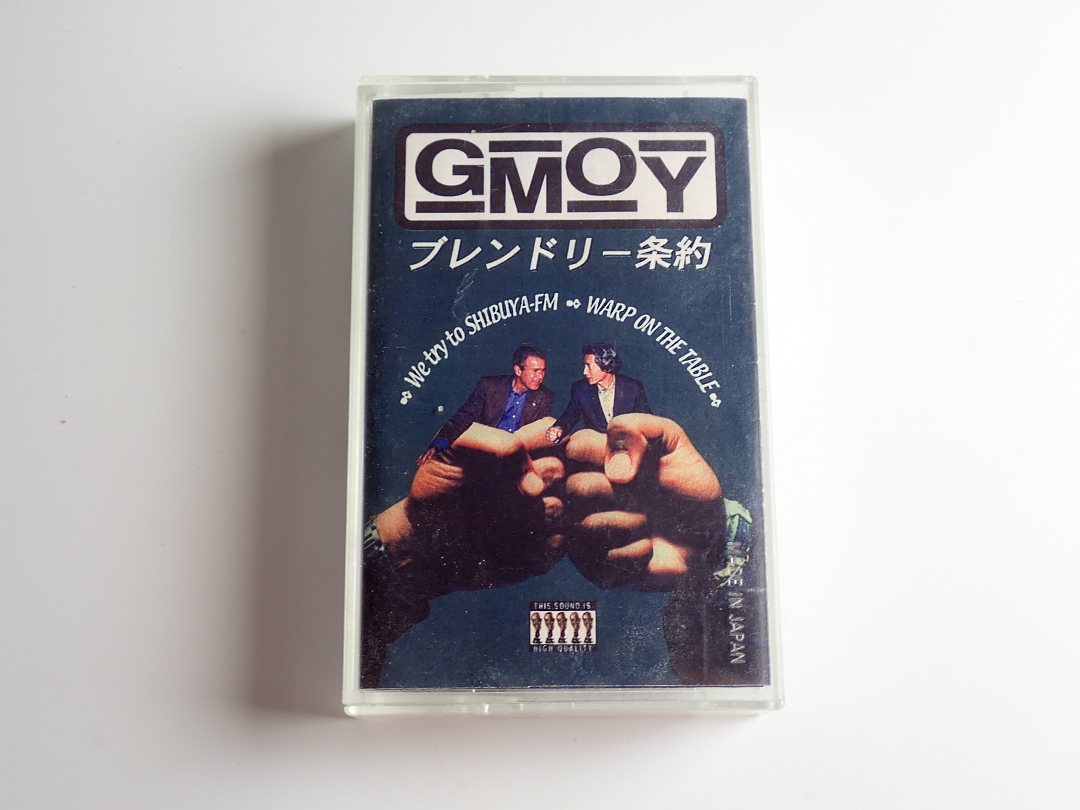 GMOY
ブレンドリー条約
We try to SHIBUYA-FM
WARP ON THE TABLE
THIS SOUND IS
HIGH QUALITY
MADE IN JAPAN